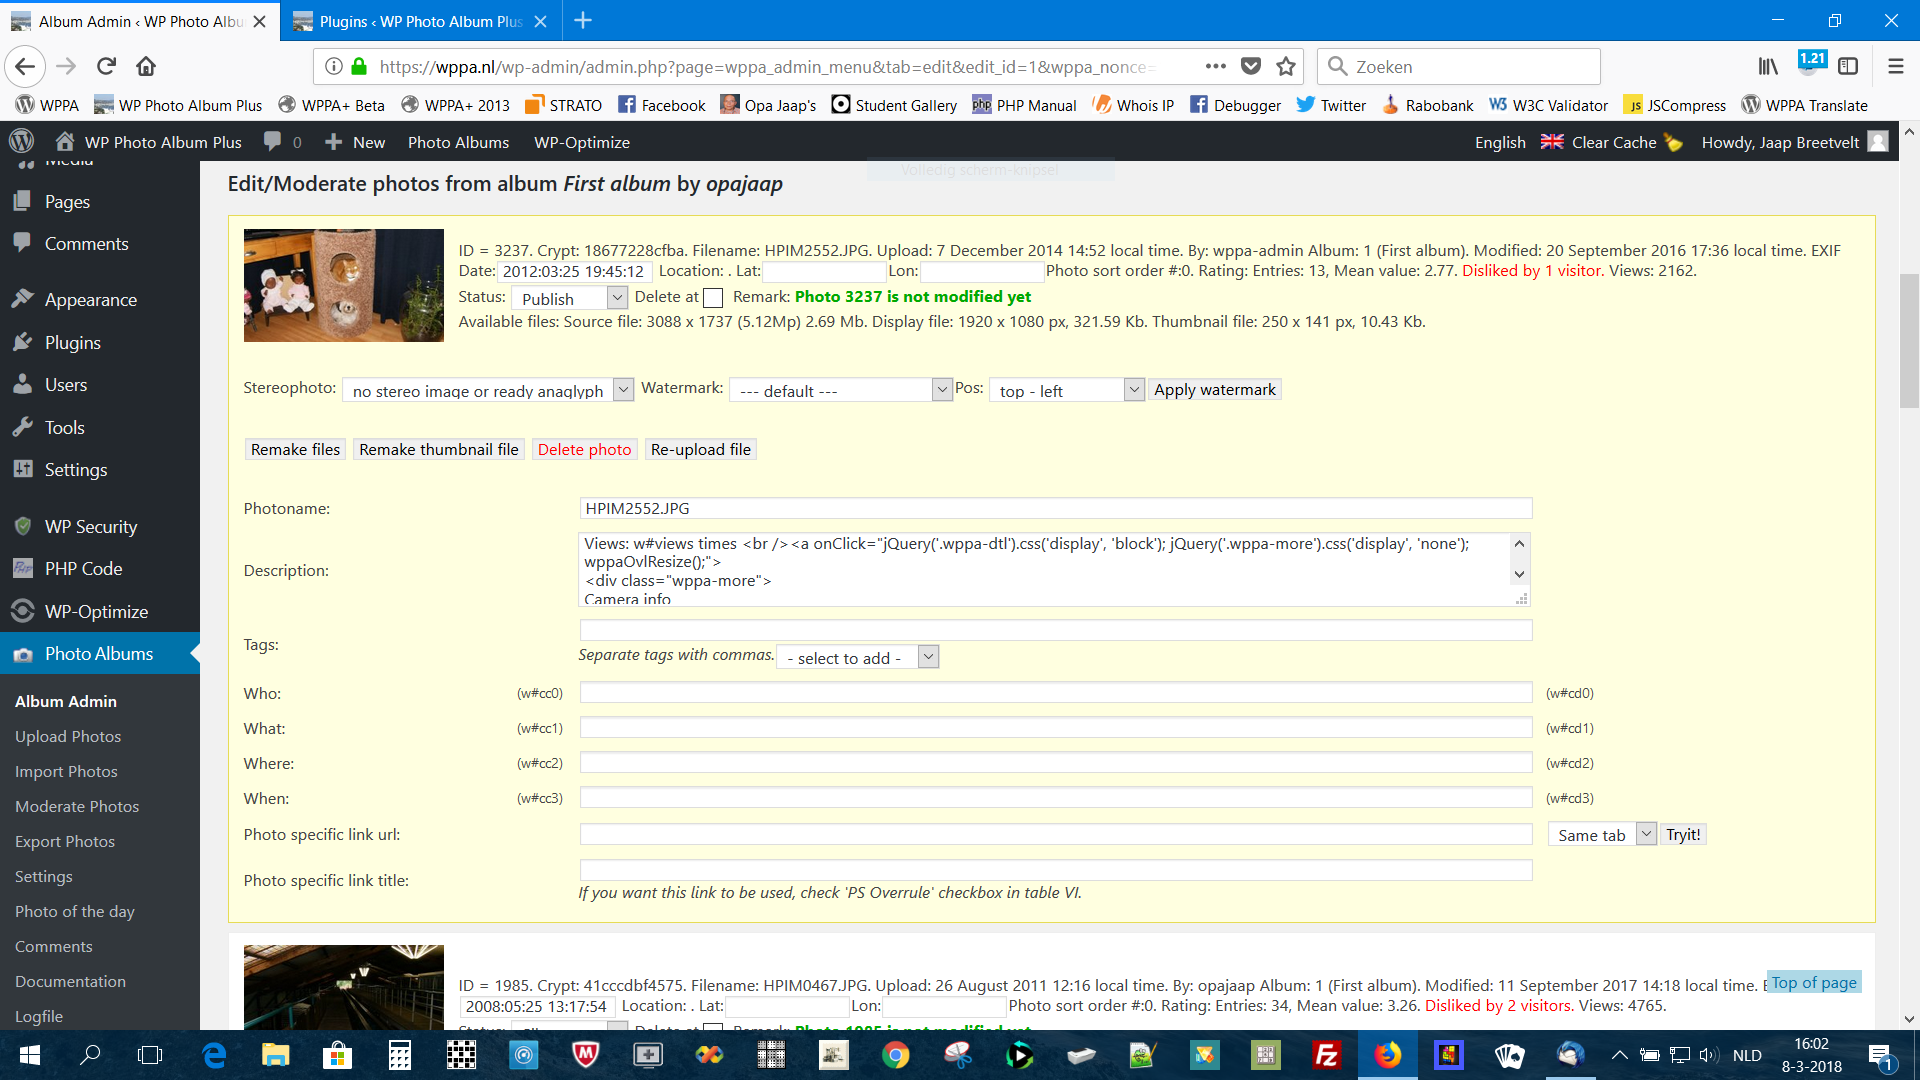 Album Admin ‹ WP Photo Albu
Plugins ‹ WP Photo Album Plus
https://wppa.nl/wp-admin/admin.php?page=wppa_admin_menu&tab=edit&edit_id=1&wppa_nonce=
Zoeken
1.21
WPPA
WP Photo Album Plus
WPPA+ Beta
WPPA+ 2013
STRATO
Facebook
Opa Jaap's
Student Gallery
PHP Manual
Whois IP
Debugger
Twitter
Rabobank
W3C Validator
JSCompress
WPPA Translate
WP Photo Album Plus
0
New
Photo Albums
WP-Optimize
English
Clear Cache
Howdy, Jaap Breetvelt
Volledig scherm-knipsel
Media
Pages
Comments
Appearance
Plugins
Users
Tools
Settings
WP Security
PHP Code
WP-Optimize
Photo Albums
Album Admin
Upload Photos
Import Photos
Moderate Photos
Export Photos
Settings
Photo of the day
Comments
Documentation
Logfile
Edit/Moderate photos from album First album by opajaap
ID = 3237. Crypt: 18677228cfba. Filename: HPIM2552.JPG. Upload: 7 December 2014 14:52 local time. By: wppa-admin Album: 1 (First album). Modified: 20 September 2016 17:36 local time. EXIF
Date: 2012:03:25 19:45:12 Location: . Lat: Lon: Photo sort order #:0. Rating: Entries: 13, Mean value: 2.77. Disliked by 1 visitor. Views: 2162.
Status: Publish Delete at Remark: Photo 3237 is not modified yet
Available files: Source file: 3088 x 1737 (5.12Mp) 2.69 Mb. Display file: 1920 x 1080 px, 321.59 Kb. Thumbnail file: 250 x 141 px, 10.43 Kb.
Stereophoto: no stereo image or ready anaglyph Watermark: --- default --- Pos: top - left Apply watermark
Remake files Remake thumbnail file Delete photo Re-upload file
Photoname: HPIM2552.JPG
Description:
Views: w#views times <br /><a onClick="jQuery('.wppa-dtl').css('display', 'block'); jQuery('.wppa-more').css('display', 'none');
wppaOvlResize();">
<div class="wppa-more">
Camera info
Tags:
Separate tags with commas. - select to add -
Who: (w#cc0) (w#cd0)
What: (w#cc1) (w#cd1)
Where: (w#cc2) (w#cd2)
When: (w#cc3) (w#cd3)
Photo specific link url: Same tab Tryit!
Photo specific link title:
If you want this link to be used, check 'PS Overrule' checkbox in table VI.
ID = 1985. Crypt: 41cccdbf4575. Filename: HPIM0467.JPG. Upload: 26 August 2011 12:16 local time. By: opajaap Album: 1 (First album). Modified: 11 September 2017 14:18 local time. E
Top of page
2008:05:25 13:17:54 Location: . Lat: Lon: Photo sort order #:0. Rating: Entries: 34, Mean value: 3.26. Disliked by 2 visitors. Views: 4765.
Status: Delete at Remark: Photo 1985 is not modified yet
NLD
16:02
8-3-2018
1